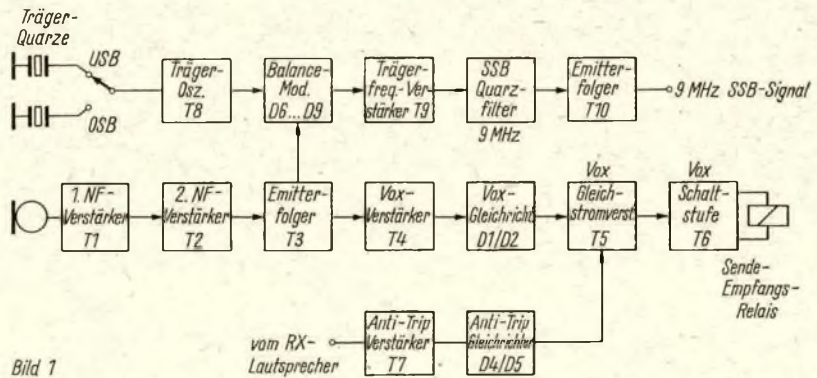 Träger-
Quarze
USB
OSB
Träger-
Osz.
T8
Balance-
Mod.
D6...D9
Träger-
freq.-Ver-
stärker T9
SSB
Quarz-
filter
9 MHz
Emitter-
folger
T10
9 MHz SSB-Signal
1. NF-
Verstärker
T1
2. NF-
Verstärker
T2
Emitter-
folger
T3
Vox-
Verstärker
T4
Vox-
Gleichricht.
D1/D2
Vox
Gleich-
stromverst.
T5
Vox
Schalt-
stufe
T6
Sende-
Empfangs-
Relais
vom RX-
Lautsprecher
Anti-Trip
Verstärker
T7
Anti-Trip
Gleichrichter
D4/D5
Bild 1